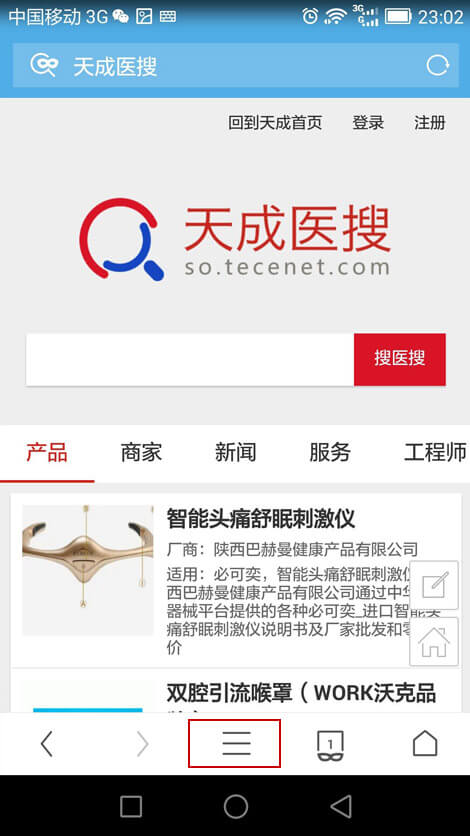 中国移动 3G 3G G 23:02
天成医搜
回到天成首页 登录 注册
天成医搜
so.tecenet.com
搜医搜
产品 商家 新闻 服务 工程师
智能头痛舒眠刺激仪
厂商：陕西巴赫曼健康产品有限公司
适用：必可奕，智能头痛舒眠刺激仪
西巴赫曼健康产品有限公司通过中华
器械平台提供的各种必可奕_进口智能头
痛舒眠刺激仪说明书及厂家批发和零
价
双腔引流喉罩（WORK沃克品
1